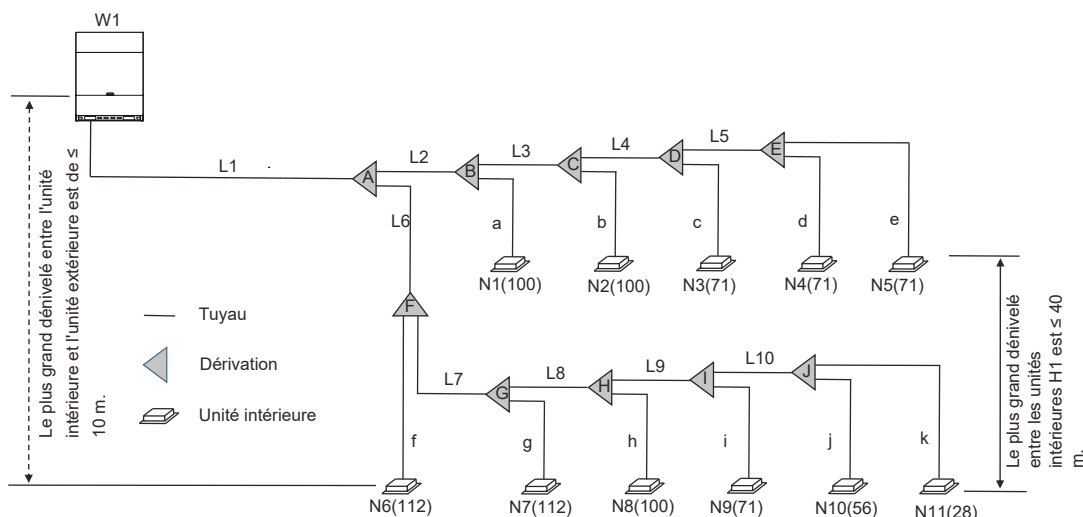 W1
Le plus grand dénivelé entre l'unité
intérieure et l'unité extérieure est de ≤
10 m.
L1
L2
L3
L4
L5
A
B
C
D
E
L6
a
b
c
d
e
N1(100)
N2(100)
N3(71)
N4(71)
N5(71)
Tuyau
Dérivation
Unité intérieure
F
L7
L8
L9
L10
G
H
I
J
f
g
h
i
j
k
N6(112)
N7(112)
N8(100)
N9(71)
N10(56)
N11(28)
Le plus grand dénivelé
entre les unités
intérieures H1 est ≤ 40
m.